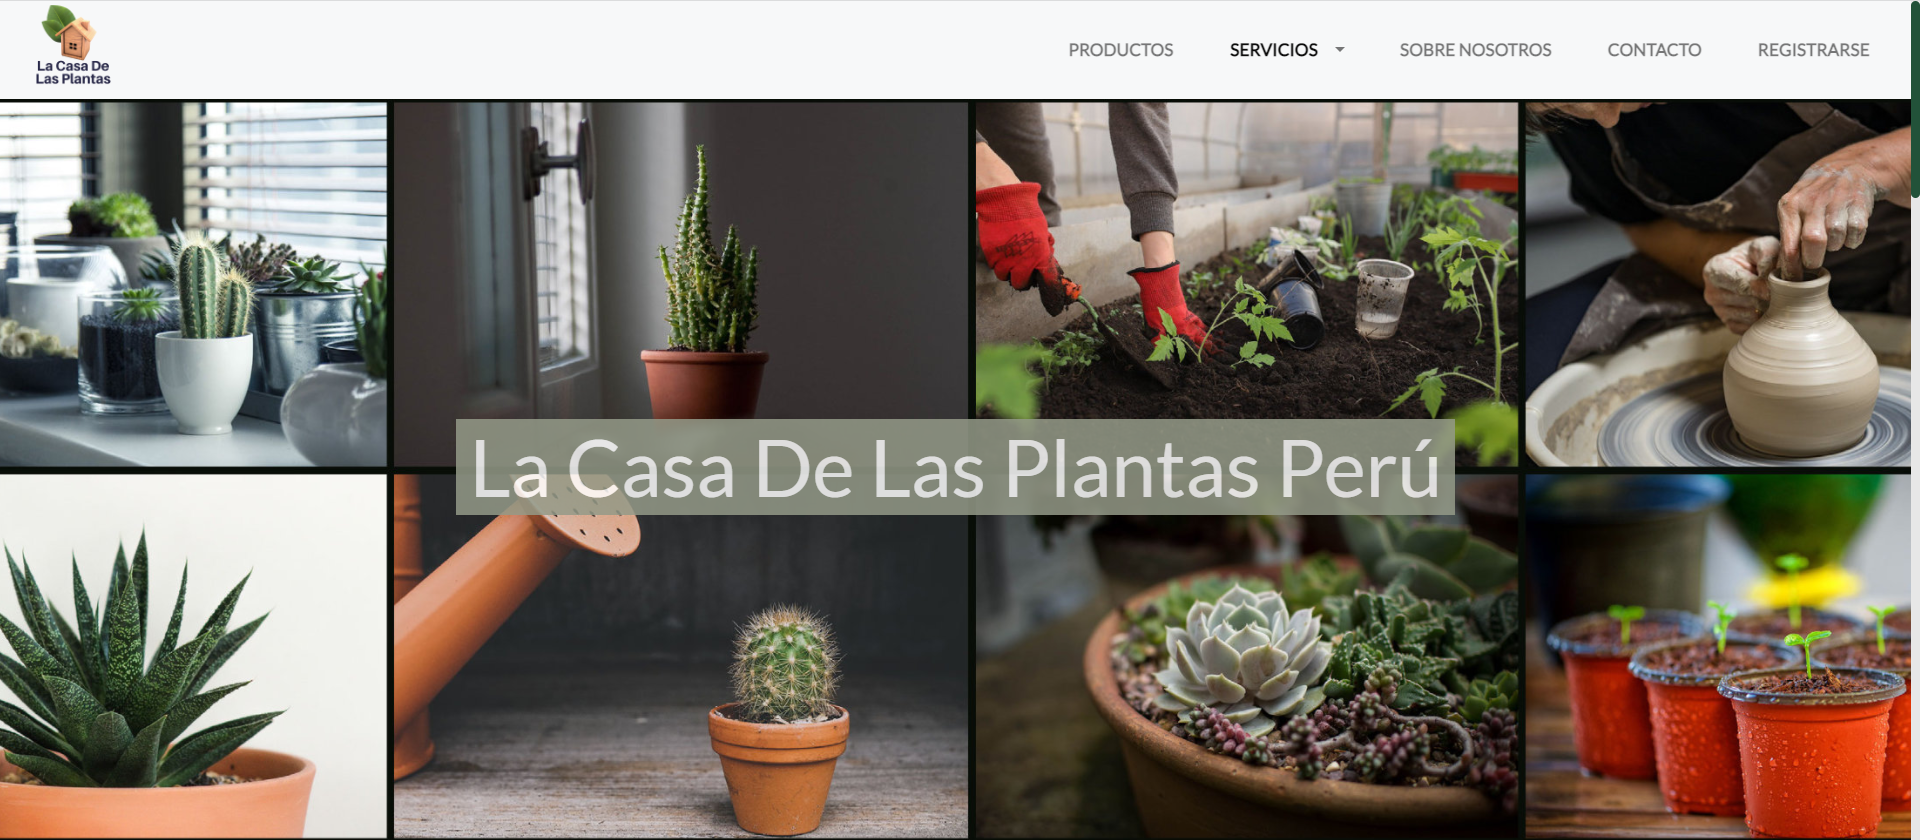 La Casa De
Las Plantas
PRODUCTOS
SERVICIOS
SOBRE NOSOTROS
CONTACTO
REGISTRARSE
La Casa De Las Plantas Perú